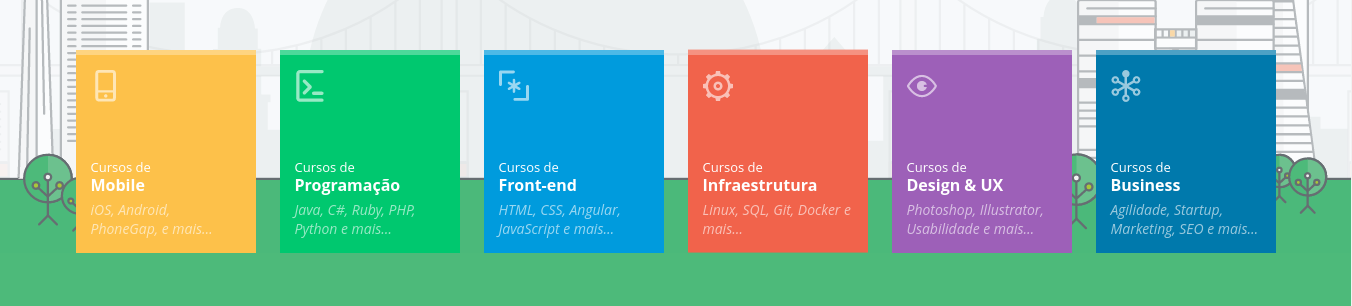 Cursos de
Mobile
iOS, Android,
PhoneGap, e mais...
Cursos de
Programação
Java, C#, Ruby, PHP,
Python e mais...
Cursos de
Front-end
HTML, CSS, Angular,
JavaScript e mais...
Cursos de
Infraestrutura
Linux, SQL, Git, Docker e
mais...
Cursos de
Design & UX
Photoshop, Illustrator,
Usabilidade e mais...
Cursos de
Business
Agilidade, Startup,
Marketing, SEO e mais...